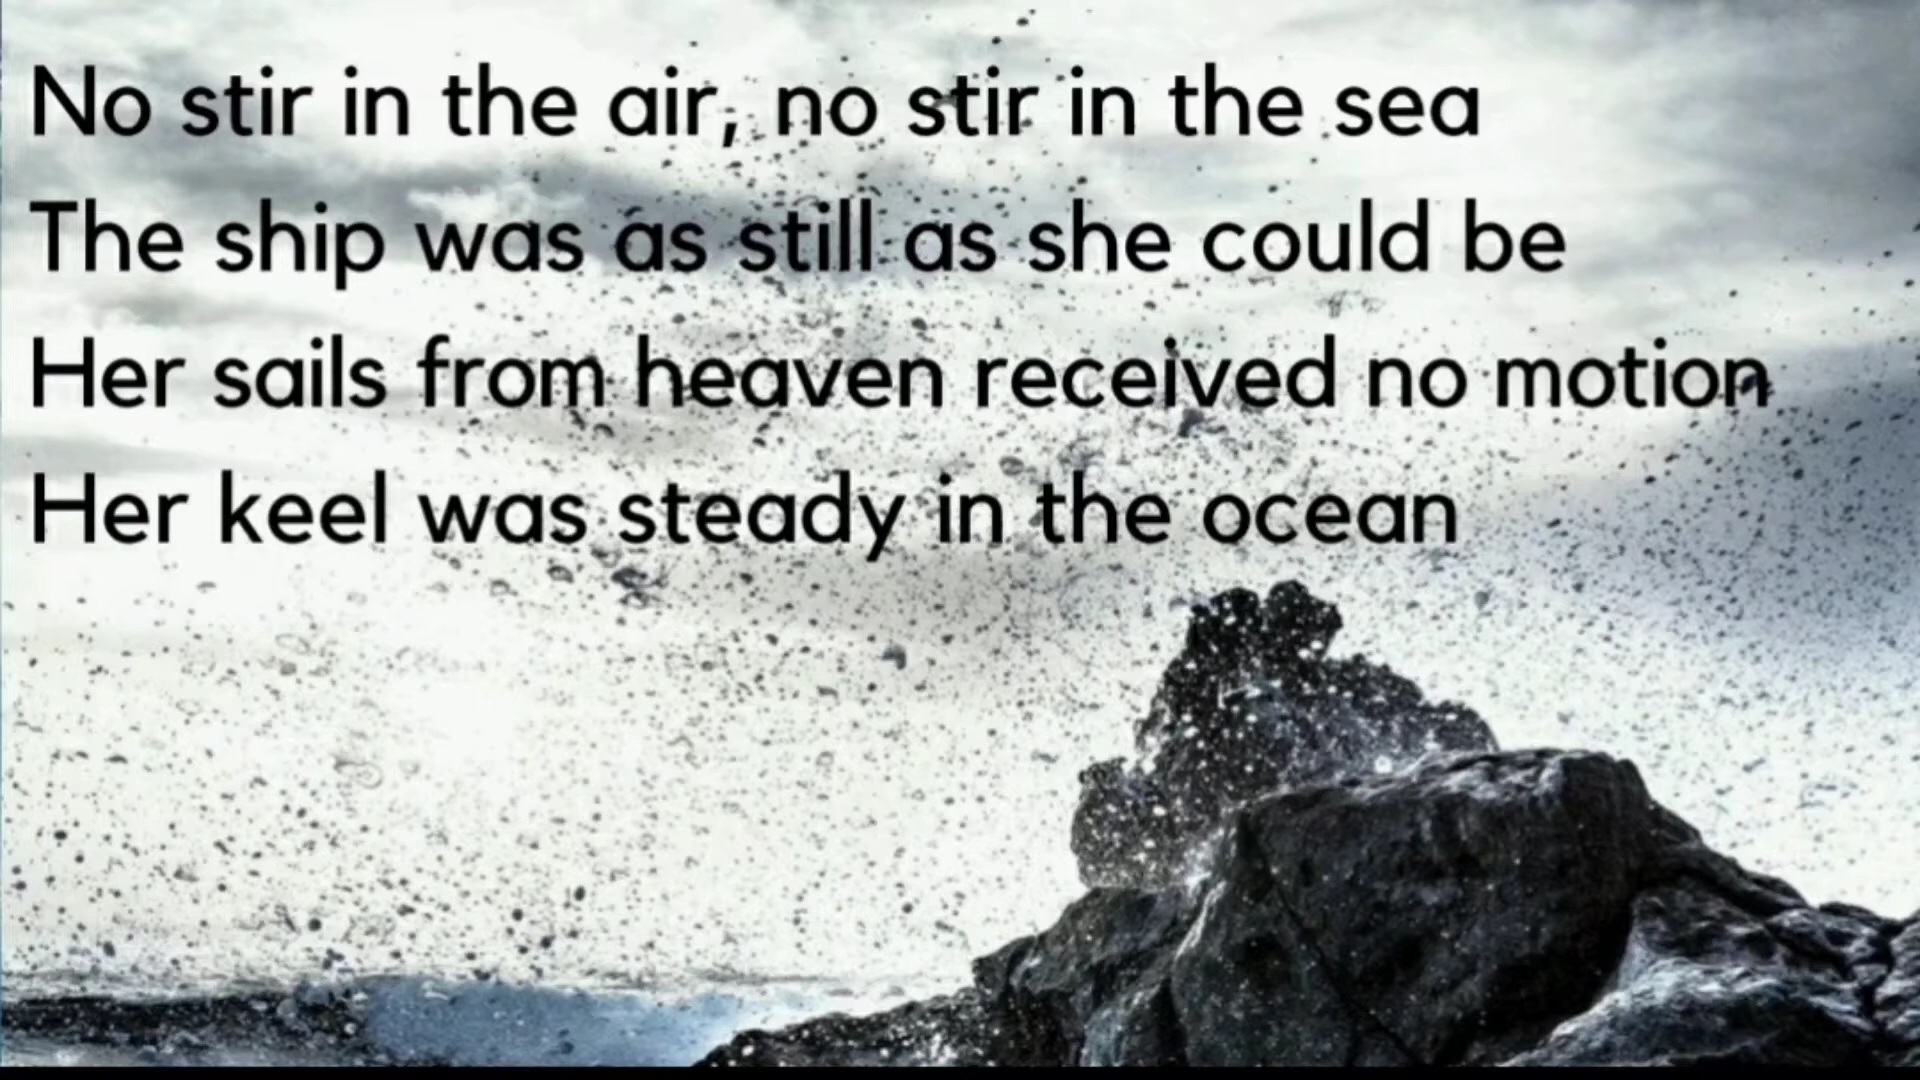 No stir in the air, no stir in the sea
The ship was as still as she could be
Her sails from heaven received no motion
Her keel was steady in the ocean